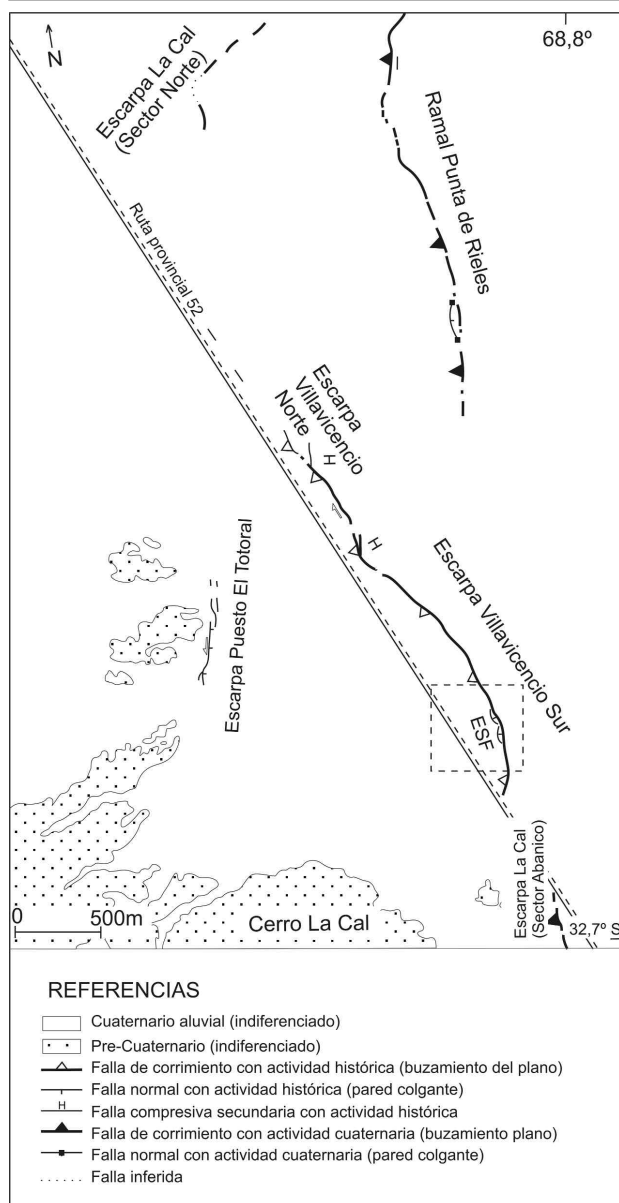 N
68,8º
Escarpa La Cal
(Sector Norte)
Ramal Punta de Rieles
Ruta provincial 52
Escarpa
Villavicencio
Norte
H
H
Escarpa Villavicencio Sur
Escarpa Puesto El Totoral
ESF
Escarpa La Cal
(Sector Abanico)
0 500m
Cerro La Cal
32,7º S
REFERENCIAS
Cuaternario aluvial (indiferenciado)
Pre-Cuaternario (indiferenciado)
Falla de corrimiento con actividad histórica (buzamiento del plano)
Falla normal con actividad histórica (pared colgante)
H Falla compresiva secundaria con actividad histórica
Falla de corrimiento con actividad cuaternaria (buzamiento plano)
Falla normal con actividad cuaternaria (pared colgante)
Falla inferida